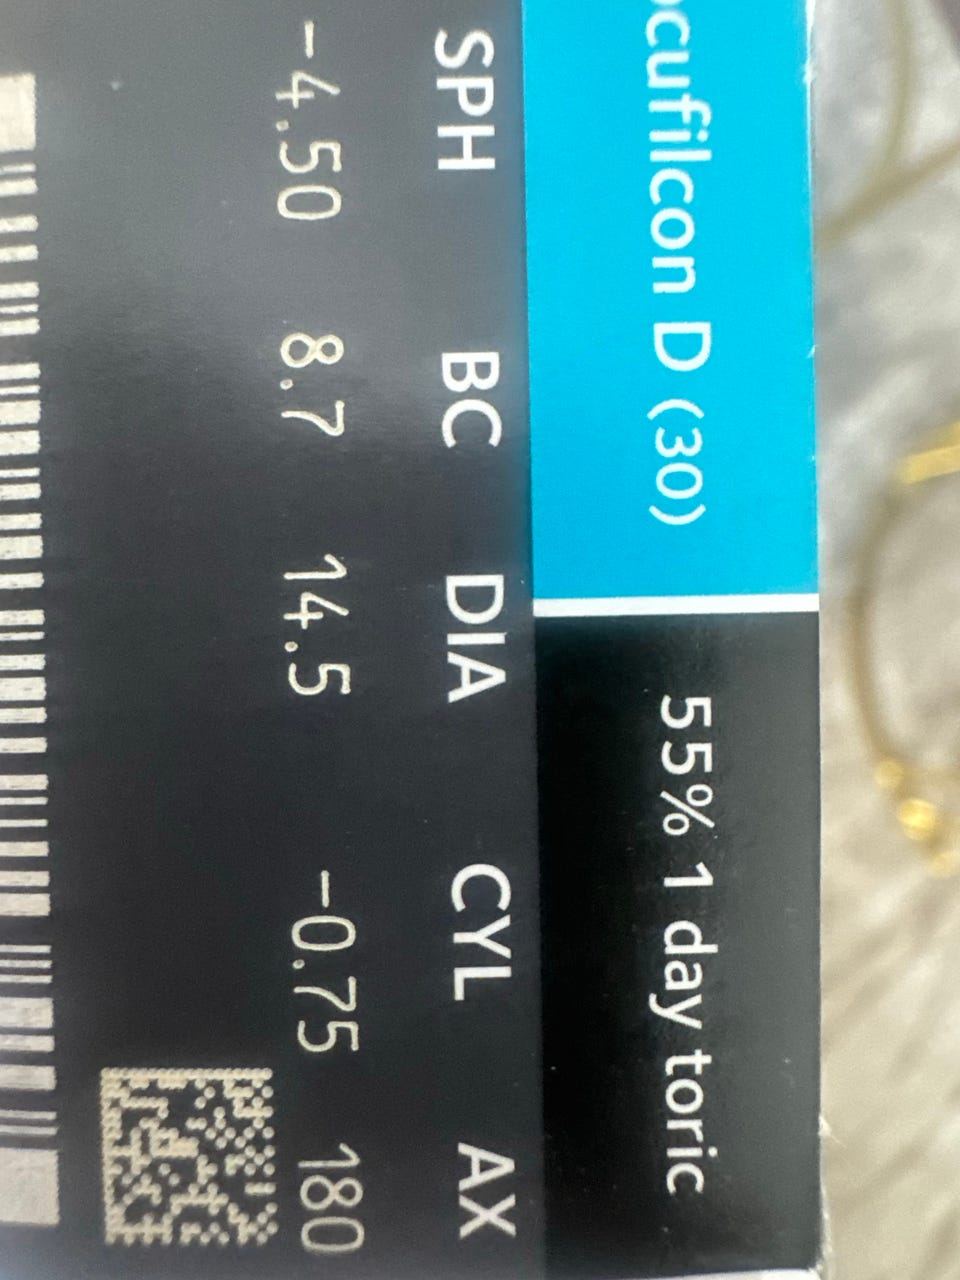 ocufilcon D (30) 55% 1 day toric
SPH BC DIA CYL AX
-4.50 8.7 14.5 -0.75 180